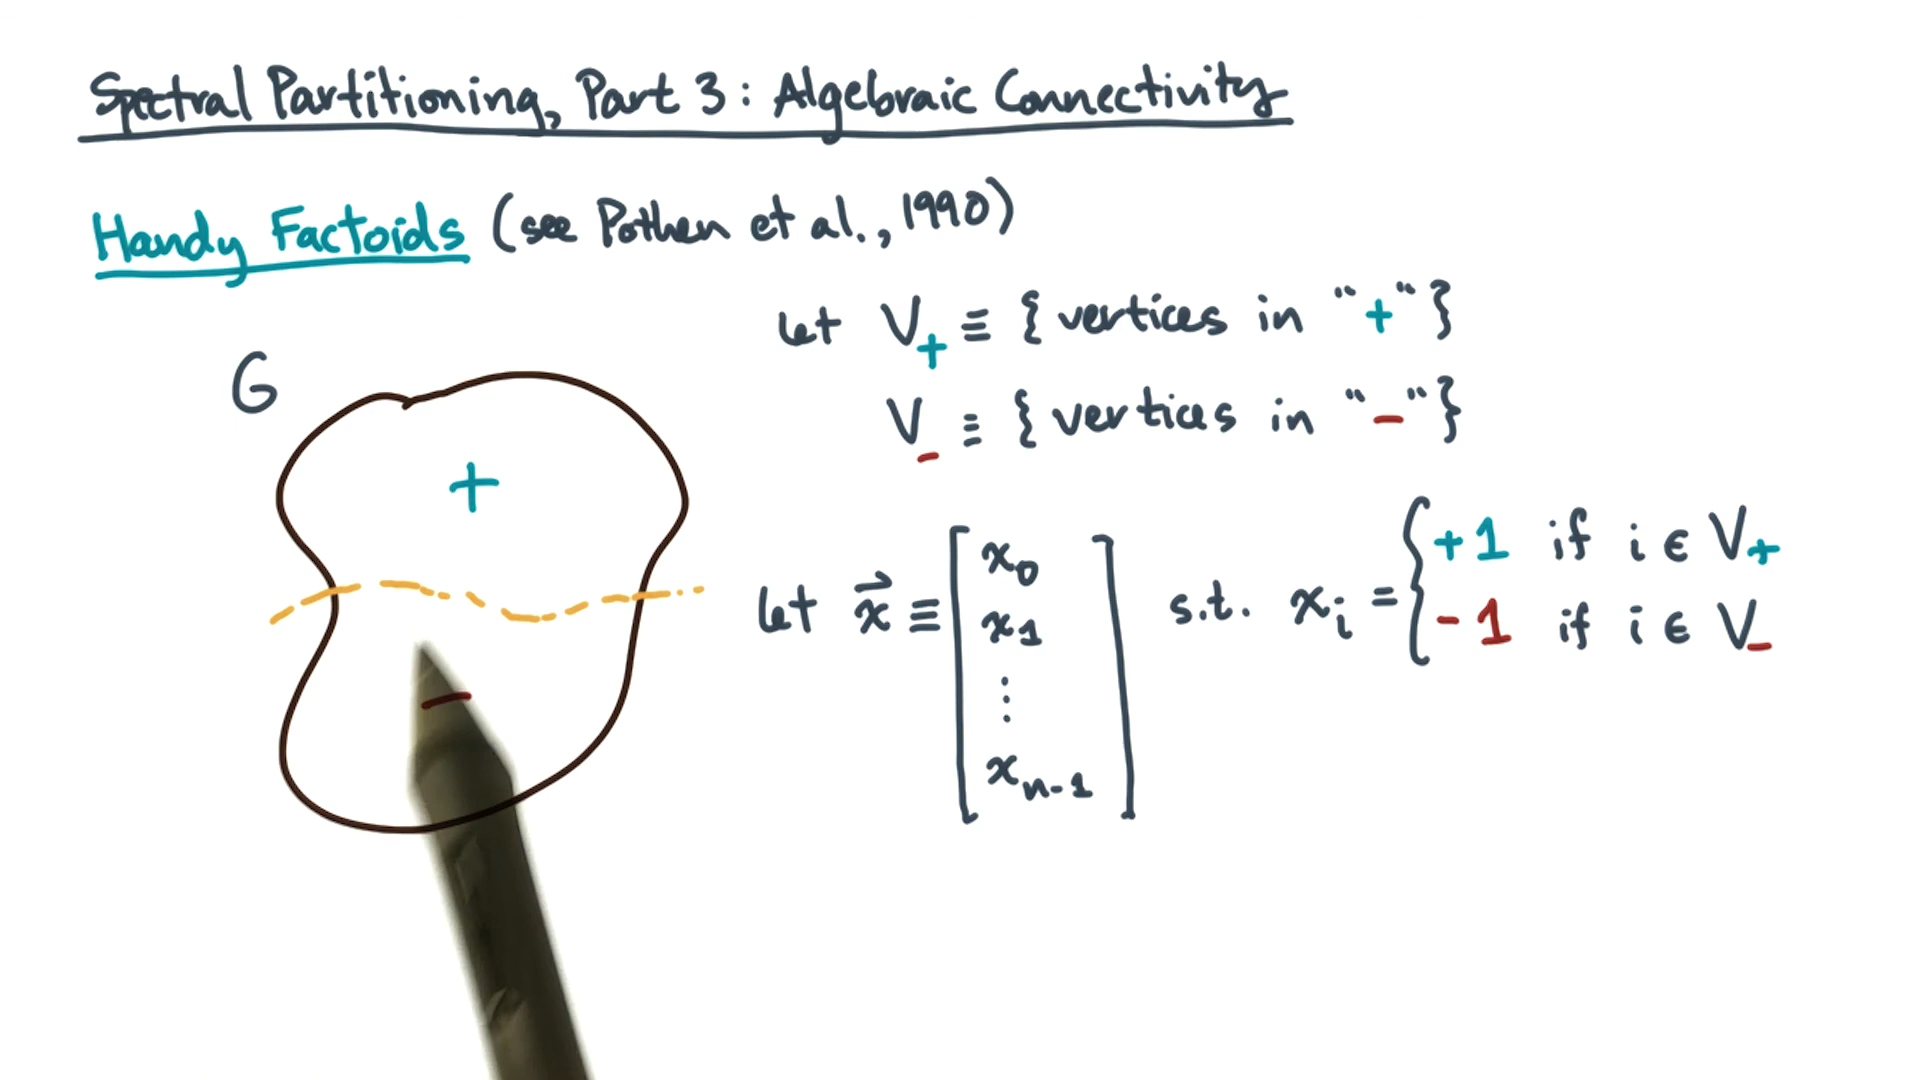 Spectral Partitioning, Part 3: Algebraic Connectivity
Handy Factoids (see Pothen et al., 1990)
let V₊ ≡ { vertices in "+" }
V₋ ≡ { vertices in "-" }
G
+
-
let x⃗ ≡ [ x₀ x₁ ⋮ xₙ₋₁ ] s.t. xᵢ = { +1 if i ∈ V₊
-1 if i ∈ V₋